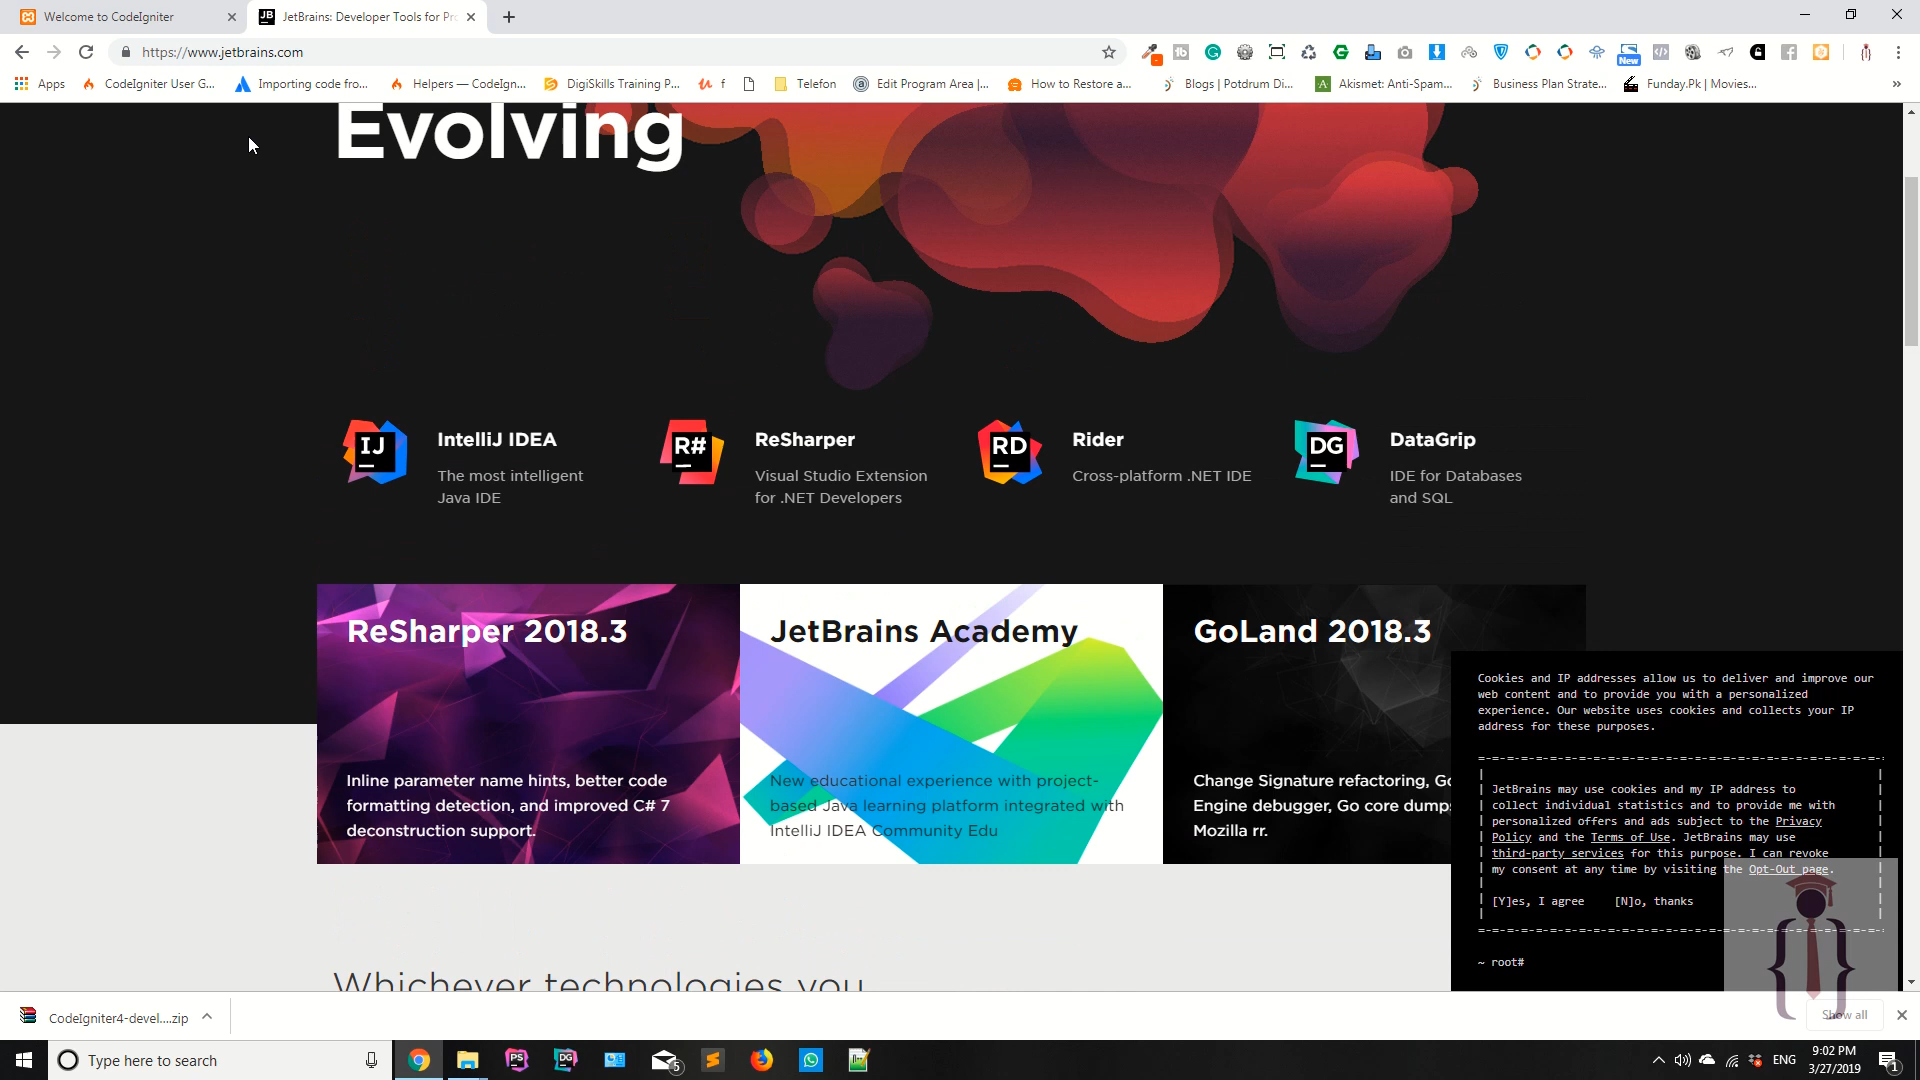 Welcome to CodeIgniter
JetBrains: Developer Tools for Pro
https://www.jetbrains.com
New
Apps
CodeIgniter User G...
Importing code fro...
Helpers — CodeIgn...
DigiSkills Training P...
f
Telefon
Edit Program Area |...
How to Restore a...
Blogs | Potdrum Di...
Akismet: Anti-Spam...
Business Plan Strate...
Funday.Pk | Movies...
Evolving
IJ
IntelliJ IDEA
The most intelligent
Java IDE
R#
ReSharper
Visual Studio Extension
for .NET Developers
RD
Rider
Cross-platform .NET IDE
DG
DataGrip
IDE for Databases
and SQL
ReSharper 2018.3
Inline parameter name hints, better code
formatting detection, and improved C# 7
deconstruction support.
JetBrains Academy
New educational experience with project-
based Java learning platform integrated with
IntelliJ IDEA Community Edu
GoLand 2018.3
Change Signature refactoring, Go
Engine debugger, Go core dumps
Mozilla rr.
Cookies and IP addresses allow us to deliver and improve our
web content and to provide you with a personalized
experience. Our website uses cookies and collects your IP
address for these purposes.
JetBrains may use cookies and my IP address to
collect individual statistics and to provide me with
personalized offers and ads subject to the Privacy
Policy and the Terms of Use. JetBrains may use
third-party services for this purpose. I can revoke
my consent at any time by visiting the Opt-Out page.
[Y]es, I agree [N]o, thanks
~ root#
Whichever technologies you
CodeIgniter4-devel....zip
Show all
Type here to search
PS
DG
5
ENG
9:02 PM
3/27/2019
1